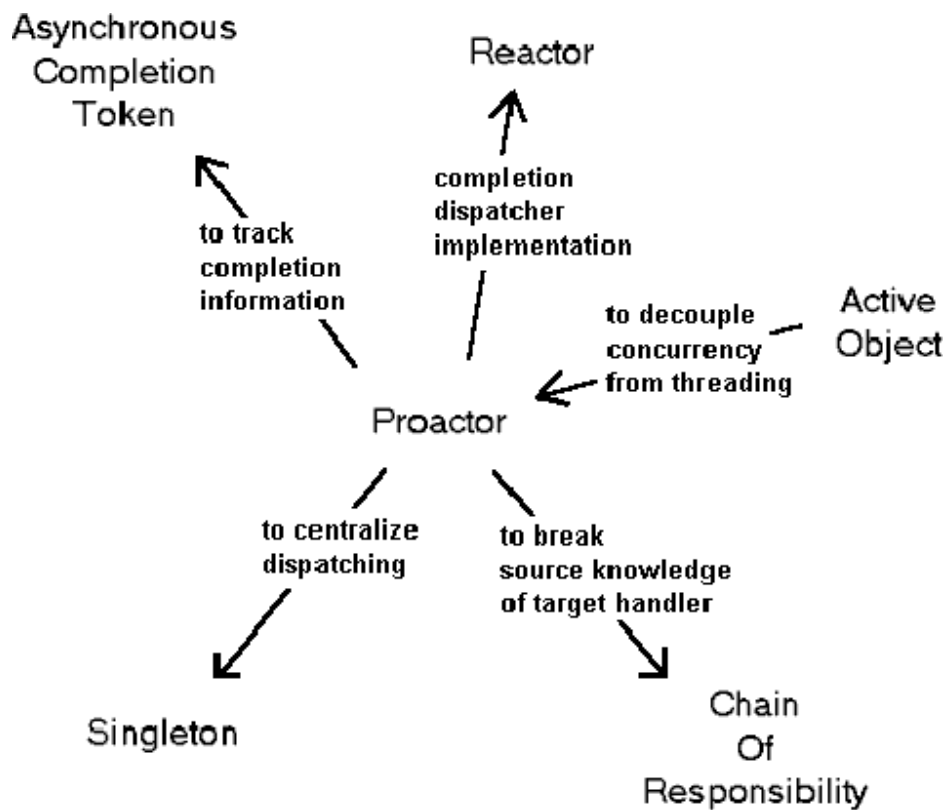 Asynchronous
Completion
Token
Reactor
completion
dispatcher
implementation
to track
completion
information
Active
Object
to decouple
concurrency
from threading
Proactor
to centralize
dispatching
to break
source knowledge
of target handler
Singleton
Chain
Of
Responsibility